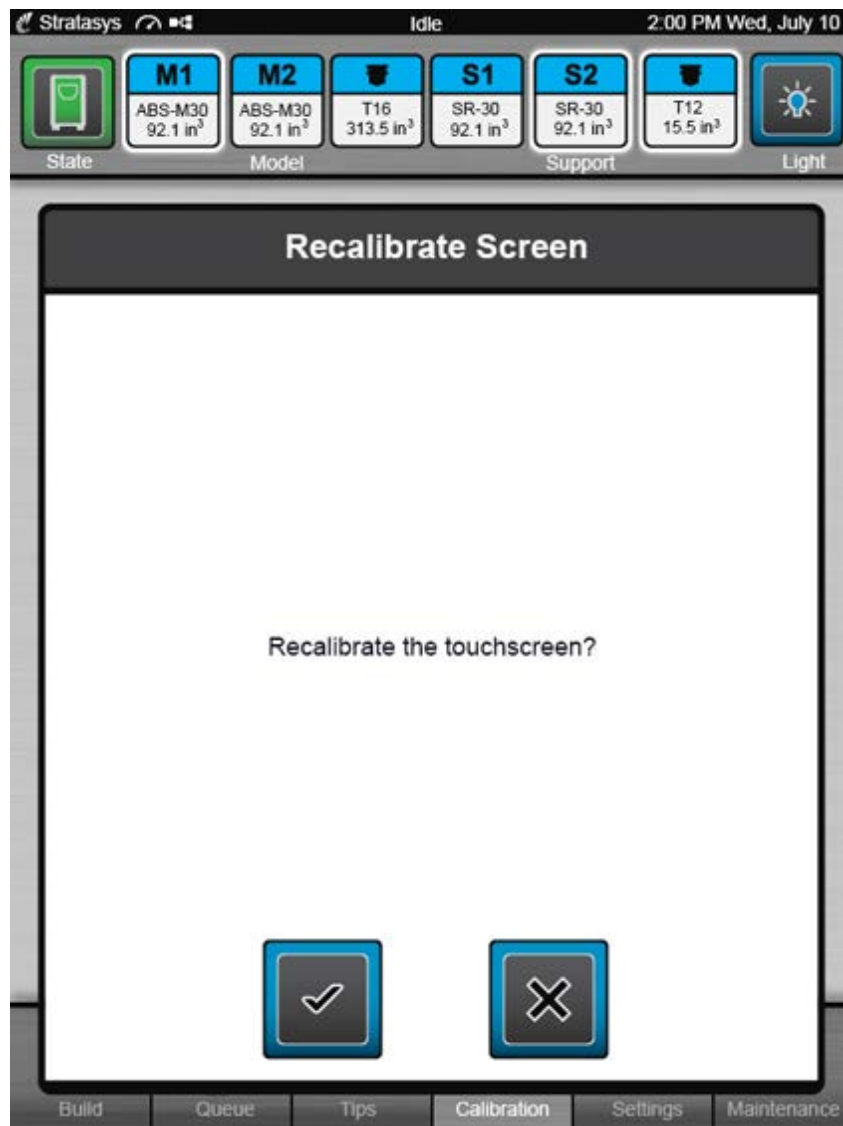 Stratasys Idle 2:00 PM Wed, July 10
M1 M2 S1 S2
ABS-M30 ABS-M30 T16 SR-30 SR-30 T12
92.1 in³ 92.1 in³ 313.5 in³ 92.1 in³ 92.1 in³ 15.5 in³
State Model Support Light
Recalibrate Screen
Recalibrate the touchscreen?
Build Queue Tips Calibration Settings Maintenance